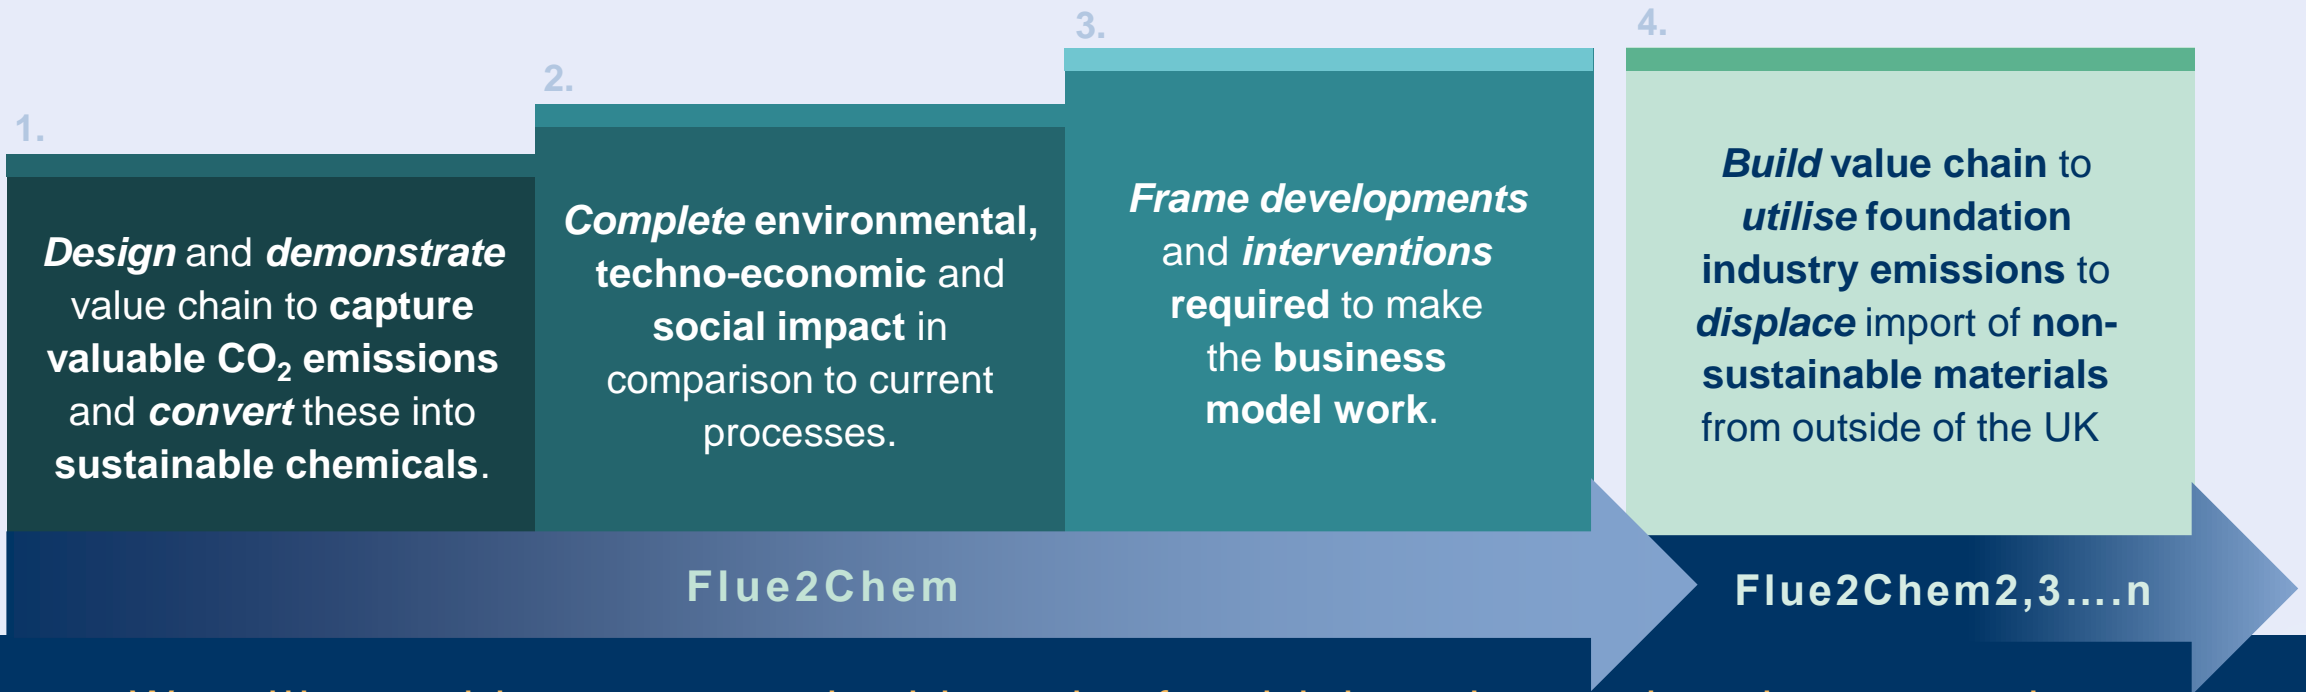 1.
Design and demonstrate
value chain to capture
valuable CO₂ emissions
and convert these into
sustainable chemicals.
2.
Complete environmental,
techno-economic and
social impact in
comparison to current
processes.
3.
Frame developments
and interventions
required to make
the business
model work.
4.
Build value chain to
utilise foundation
industry emissions to
displace import of non-
sustainable materials
from outside of the UK
Flue2Chem
Flue2Chem2,3....n